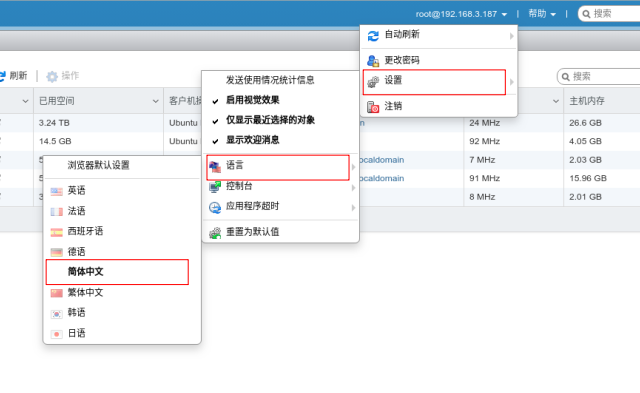 root@192.168.3.187 | 帮助 | 搜索
刷新 | 操作
搜索
自动刷新
更改密码
设置
注销
已用空间
客户机操
主机内存
3.24 TB
Ubuntu
24 MHz
26.6 GB
14.5 GB
Ubuntu
92 MHz
4.05 GB
ocaldomain
7 MHz
2.03 GB
ocaldomain
91 MHz
15.96 GB
8 MHz
2.01 GB
发送使用情况统计信息
启用视觉效果
仅显示最近选择的对象
显示欢迎消息
语言
控制台
应用程序超时
重置为默认值
浏览器默认设置
英语
法语
西班牙语
德语
简体中文
繁体中文
韩语
日语